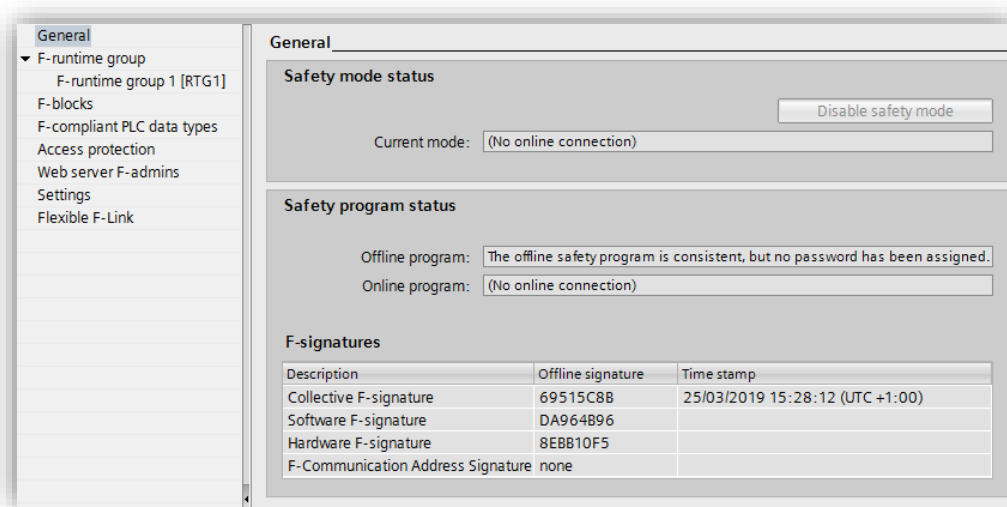 General
F-runtime group
F-runtime group 1 [RTG1]
F-blocks
F-compliant PLC data types
Access protection
Web server F-admins
Settings
Flexible F-Link
General
Safety mode status
Disable safety mode
Current mode: (No online connection)
Safety program status
Offline program: The offline safety program is consistent, but no password has been assigned.
Online program: (No online connection)
F-signatures
Description Offline signature Time stamp
Collective F-signature 69515C8B 25/03/2019 15:28:12 (UTC +1:00)
Software F-signature DA964B96
Hardware F-signature 8EBB10F5
F-Communication Address Signature none